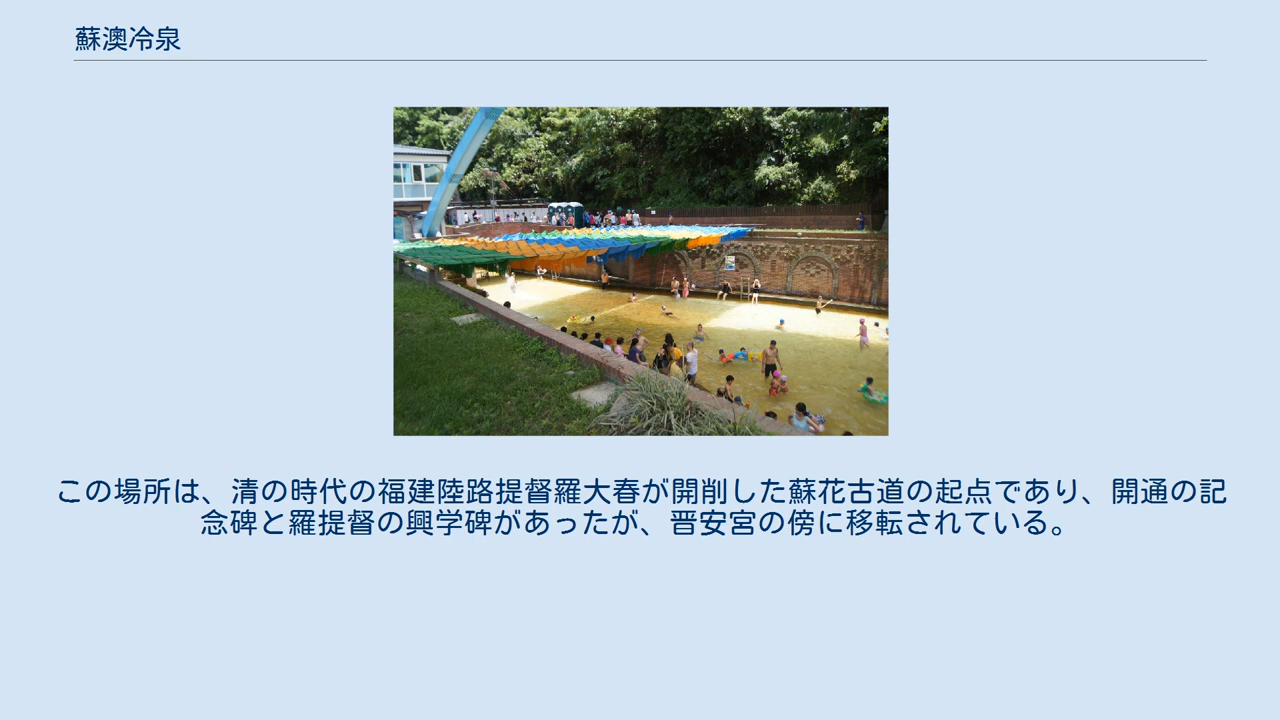 蘇澳冷泉
この場所は、清の時代の福建陸路提督羅大春が開削した蘇花古道の起点であり、開通の記
念碑と羅提督の興学碑があったが、晋安宮の傍に移転されている。